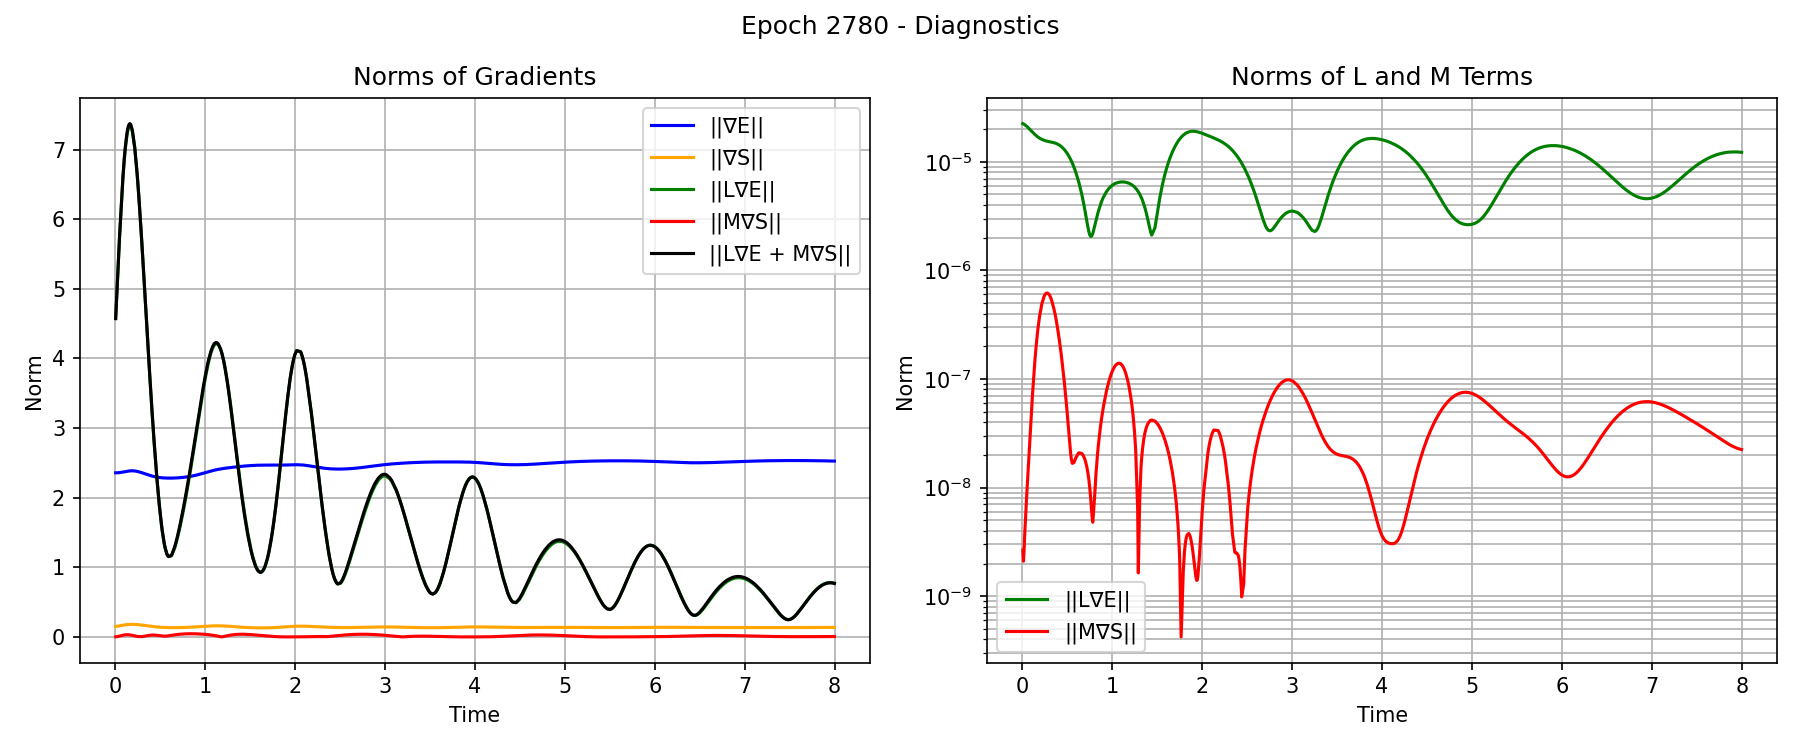 Epoch 2780 - Diagnostics
Norms of Gradients
Norm
7
6
5
4
3
2
1
0
||∇E||
||∇S||
||L∇E||
||M∇S||
||L∇E + M∇S||
0 1 2 3 4 5 6 7 8
Time
Norms of L and M Terms
Norm
10⁻⁵
10⁻⁶
10⁻⁷
10⁻⁸
10⁻⁹
||L∇E||
||M∇S||
0 1 2 3 4 5 6 7 8
Time